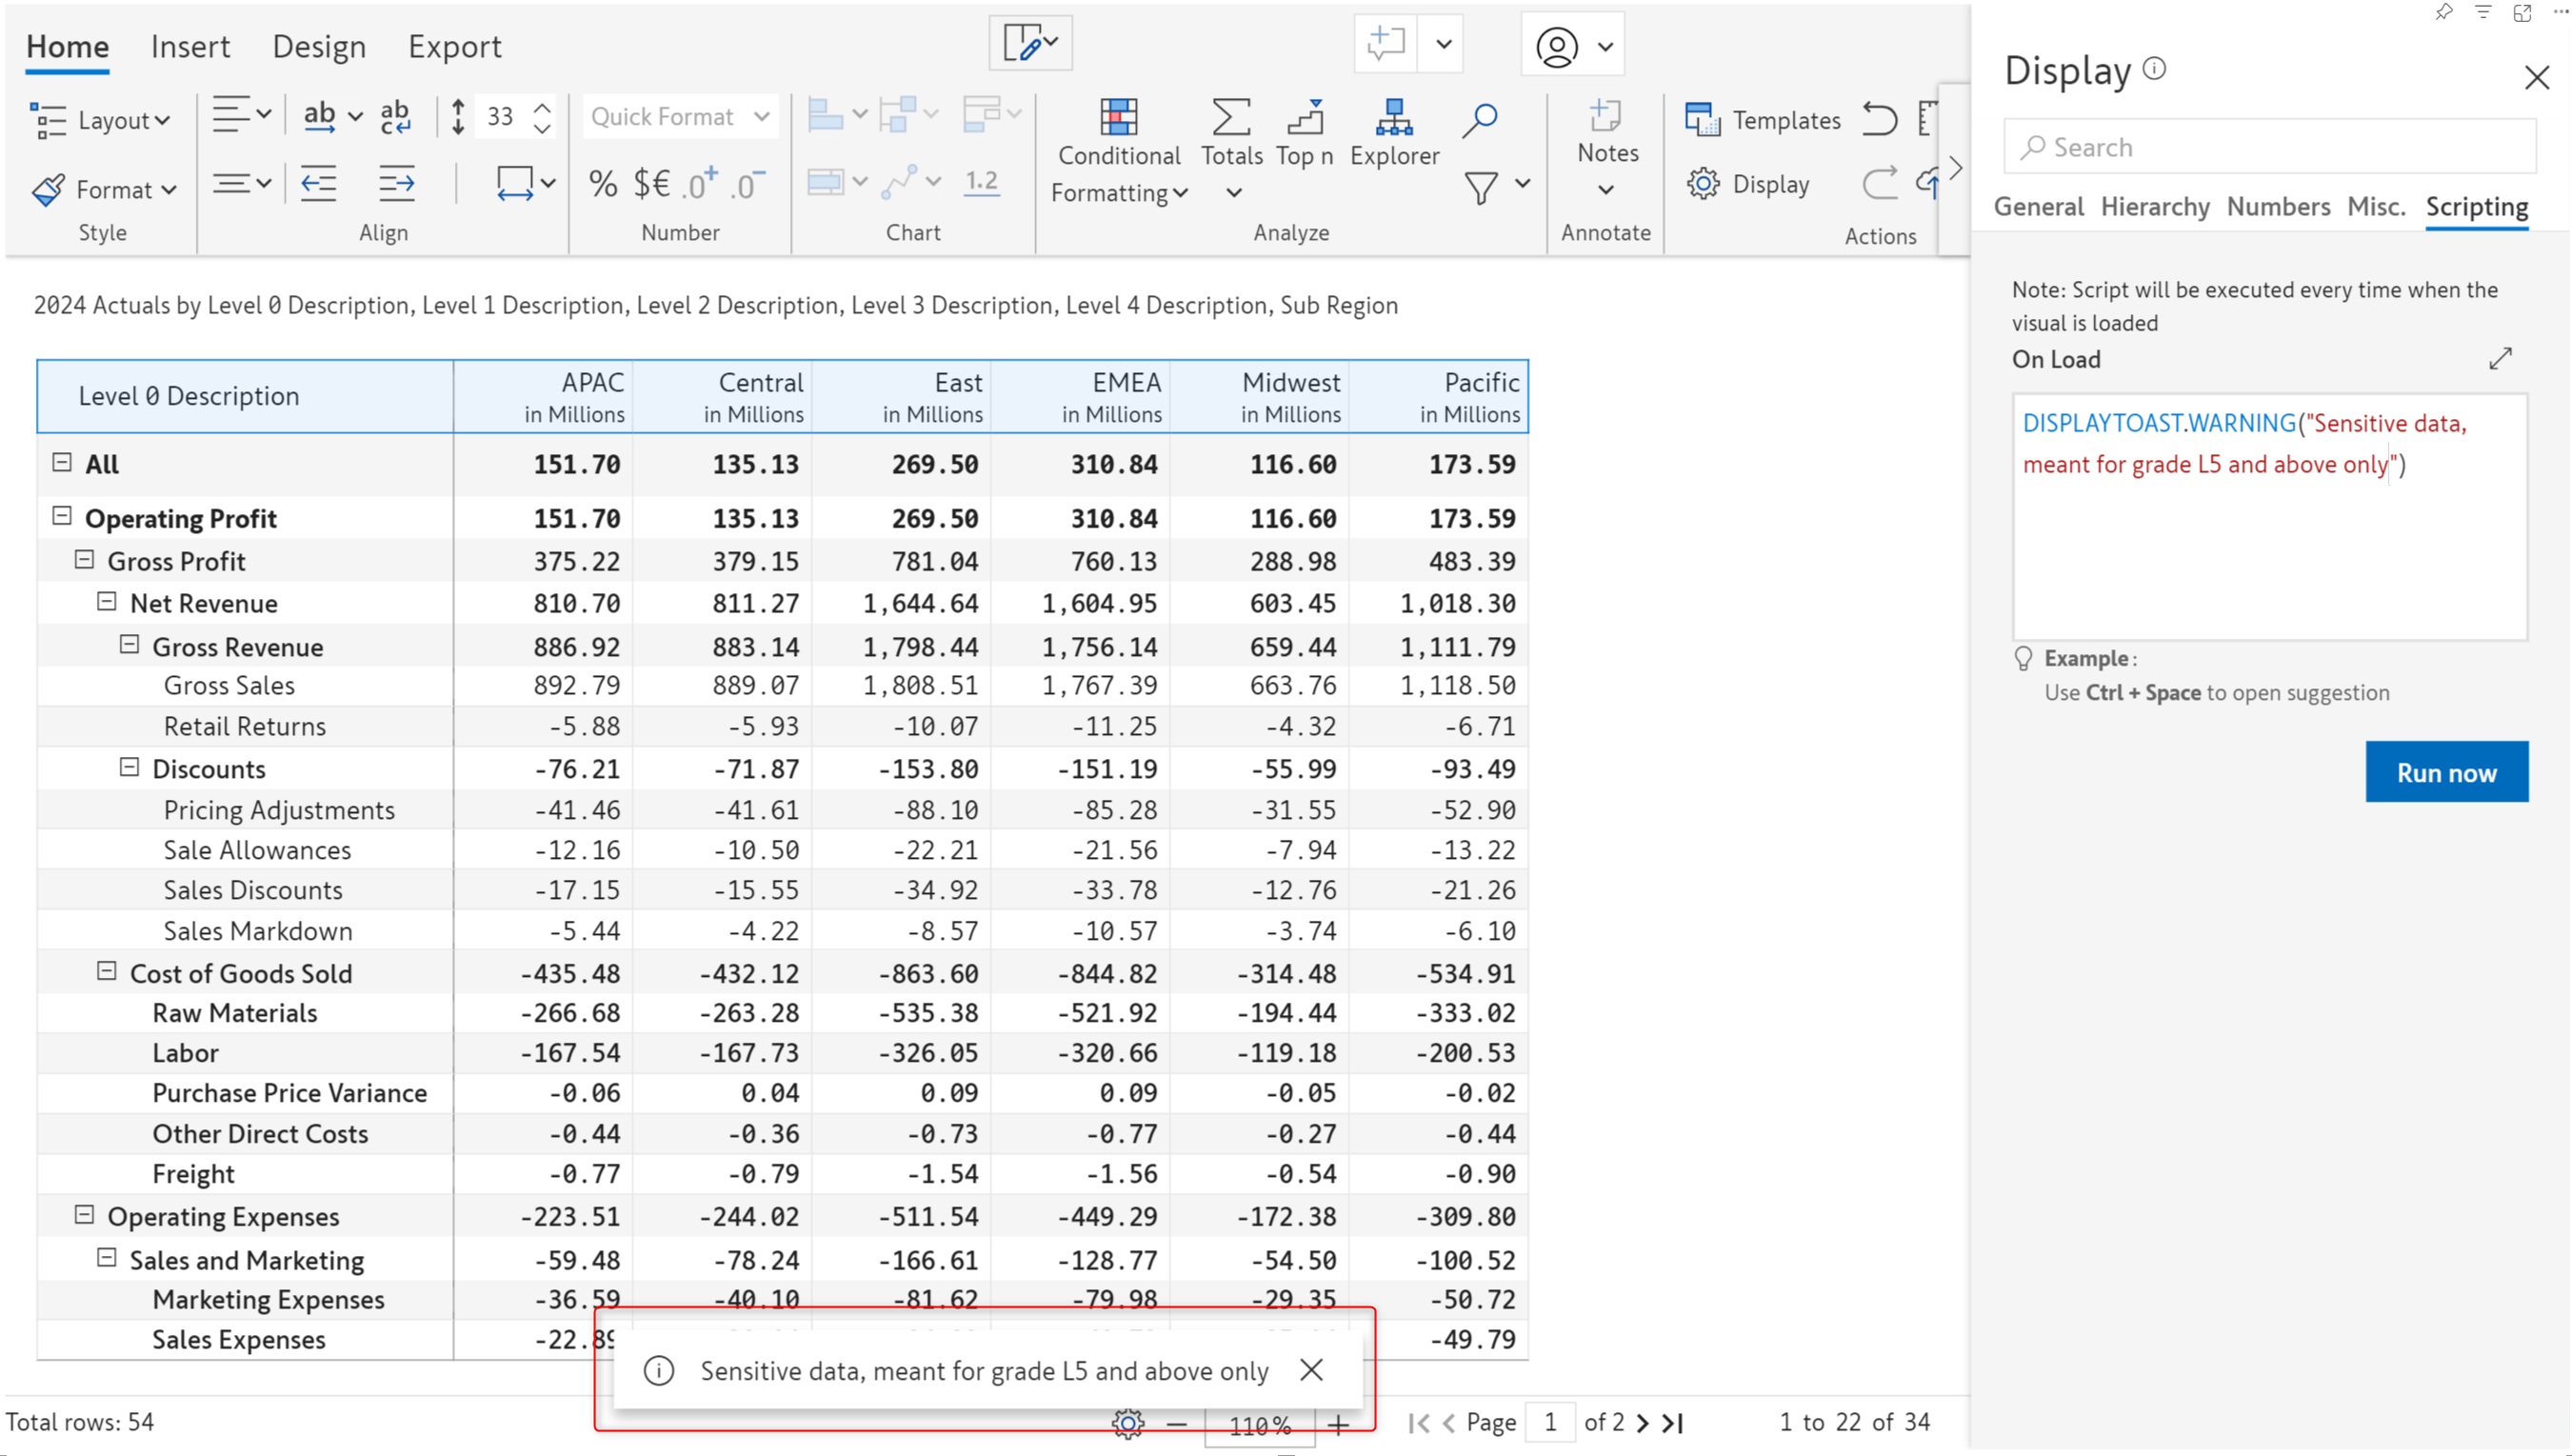 Home Insert Design Export
Layout
ab
ab
c
33
Quick Format
Conditional Formatting
Totals
Top n
Explorer
Notes
Templates
Format
% $€ .0+ .0-
1.2
Display
Style
Align
Number
Chart
Analyze
Annotate
Actions
2024 Actuals by Level 0 Description, Level 1 Description, Level 2 Description, Level 3 Description, Level 4 Description, Sub Region
Level 0 Description APAC in Millions Central in Millions East in Millions EMEA in Millions Midwest in Millions Pacific in Millions
All 151.70 135.13 269.50 310.84 116.60 173.59
Operating Profit 151.70 135.13 269.50 310.84 116.60 173.59
Gross Profit 375.22 379.15 781.04 760.13 288.98 483.39
Net Revenue 810.70 811.27 1,644.64 1,604.95 603.45 1,018.30
Gross Revenue 886.92 883.14 1,798.44 1,756.14 659.44 1,111.79
Gross Sales 892.79 889.07 1,808.51 1,767.39 663.76 1,118.50
Retail Returns -5.88 -5.93 -10.07 -11.25 -4.32 -6.71
Discounts -76.21 -71.87 -153.80 -151.19 -55.99 -93.49
Pricing Adjustments -41.46 -41.61 -88.10 -85.28 -31.55 -52.90
Sale Allowances -12.16 -10.50 -22.21 -21.56 -7.94 -13.22
Sales Discounts -17.15 -15.55 -34.92 -33.78 -12.76 -21.26
Sales Markdown -5.44 -4.22 -8.57 -10.57 -3.74 -6.10
Cost of Goods Sold -435.48 -432.12 -863.60 -844.82 -314.48 -534.91
Raw Materials -266.68 -263.28 -535.38 -521.92 -194.44 -333.02
Labor -167.54 -167.73 -326.05 -320.66 -119.18 -200.53
Purchase Price Variance -0.06 0.04 0.09 0.09 -0.05 -0.02
Other Direct Costs -0.44 -0.36 -0.73 -0.77 -0.27 -0.44
Freight -0.77 -0.79 -1.54 -1.56 -0.54 -0.90
Operating Expenses -223.51 -244.02 -511.54 -449.29 -172.38 -309.80
Sales and Marketing -59.48 -78.24 -166.61 -128.77 -54.50 -100.52
Marketing Expenses -36.59 -40.10 -81.62 -79.98 -29.35 -50.72
Sales Expenses -22.89 -49.79
Sensitive data, meant for grade L5 and above only
Total rows: 54
110%
Page 1 of 2
1 to 22 of 34
Display
Search
General Hierarchy Numbers Misc. Scripting
Note: Script will be executed every time when the
visual is loaded
On Load
DISPLAYTOAST.WARNING("Sensitive data,
meant for grade L5 and above only")
Example :
Use Ctrl + Space to open suggestion
Run now